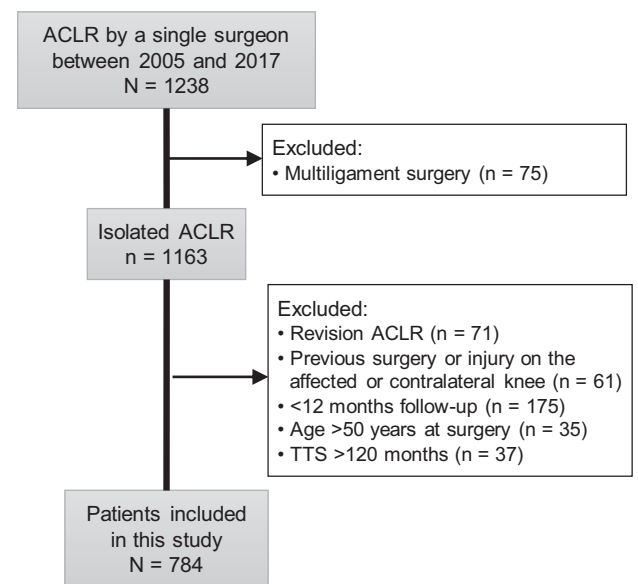 ACLR by a single surgeon
between 2005 and 2017
N = 1238
Excluded:
• Multiligament surgery (n = 75)
Isolated ACLR
n = 1163
Excluded:
• Revision ACLR (n = 71)
• Previous surgery or injury on the
affected or contralateral knee (n = 61)
• <12 months follow-up (n = 175)
• Age >50 years at surgery (n = 35)
• TTS >120 months (n = 37)
Patients included
in this study
N = 784